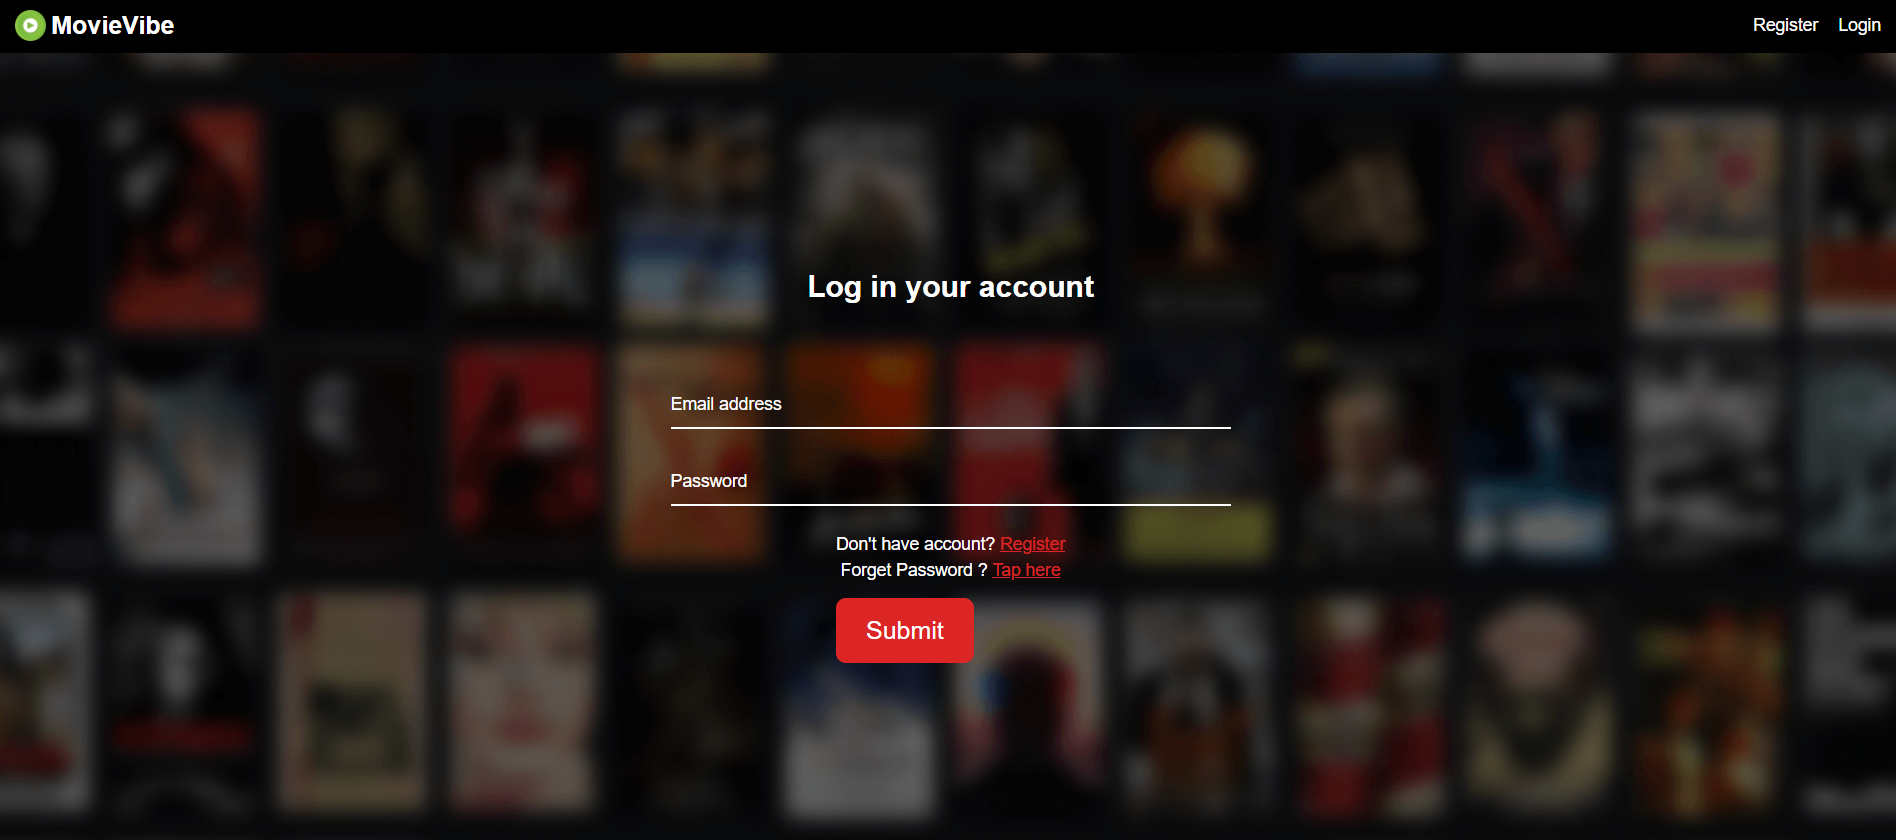 MovieVibe
Register Login
Log in your account
Email address
Password
Don't have account? Register
Forget Password ? Tap here
Submit